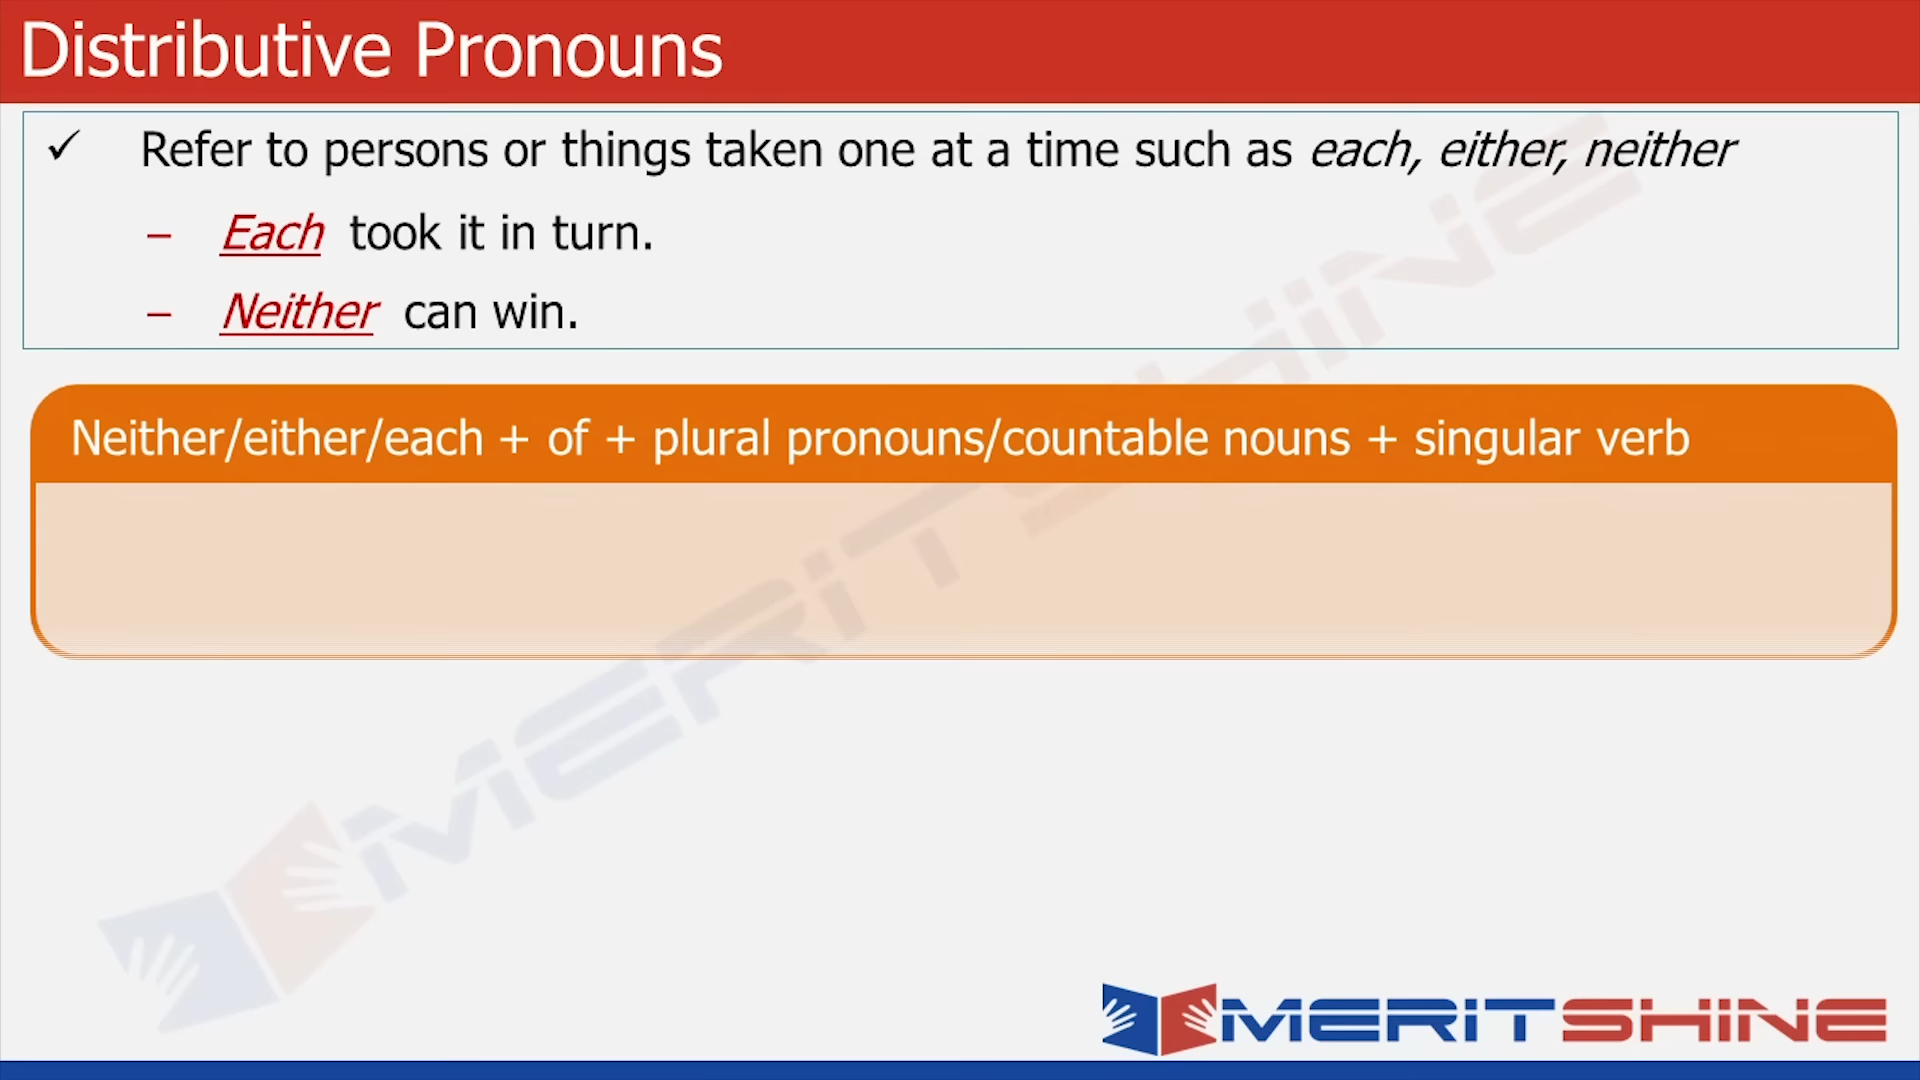 Distributive Pronouns
✓ Refer to persons or things taken one at a time such as each, either, neither
– Each took it in turn.
– Neither can win.
Neither/either/each + of + plural pronouns/countable nouns + singular verb
MERITSHINE
MERITSHINE